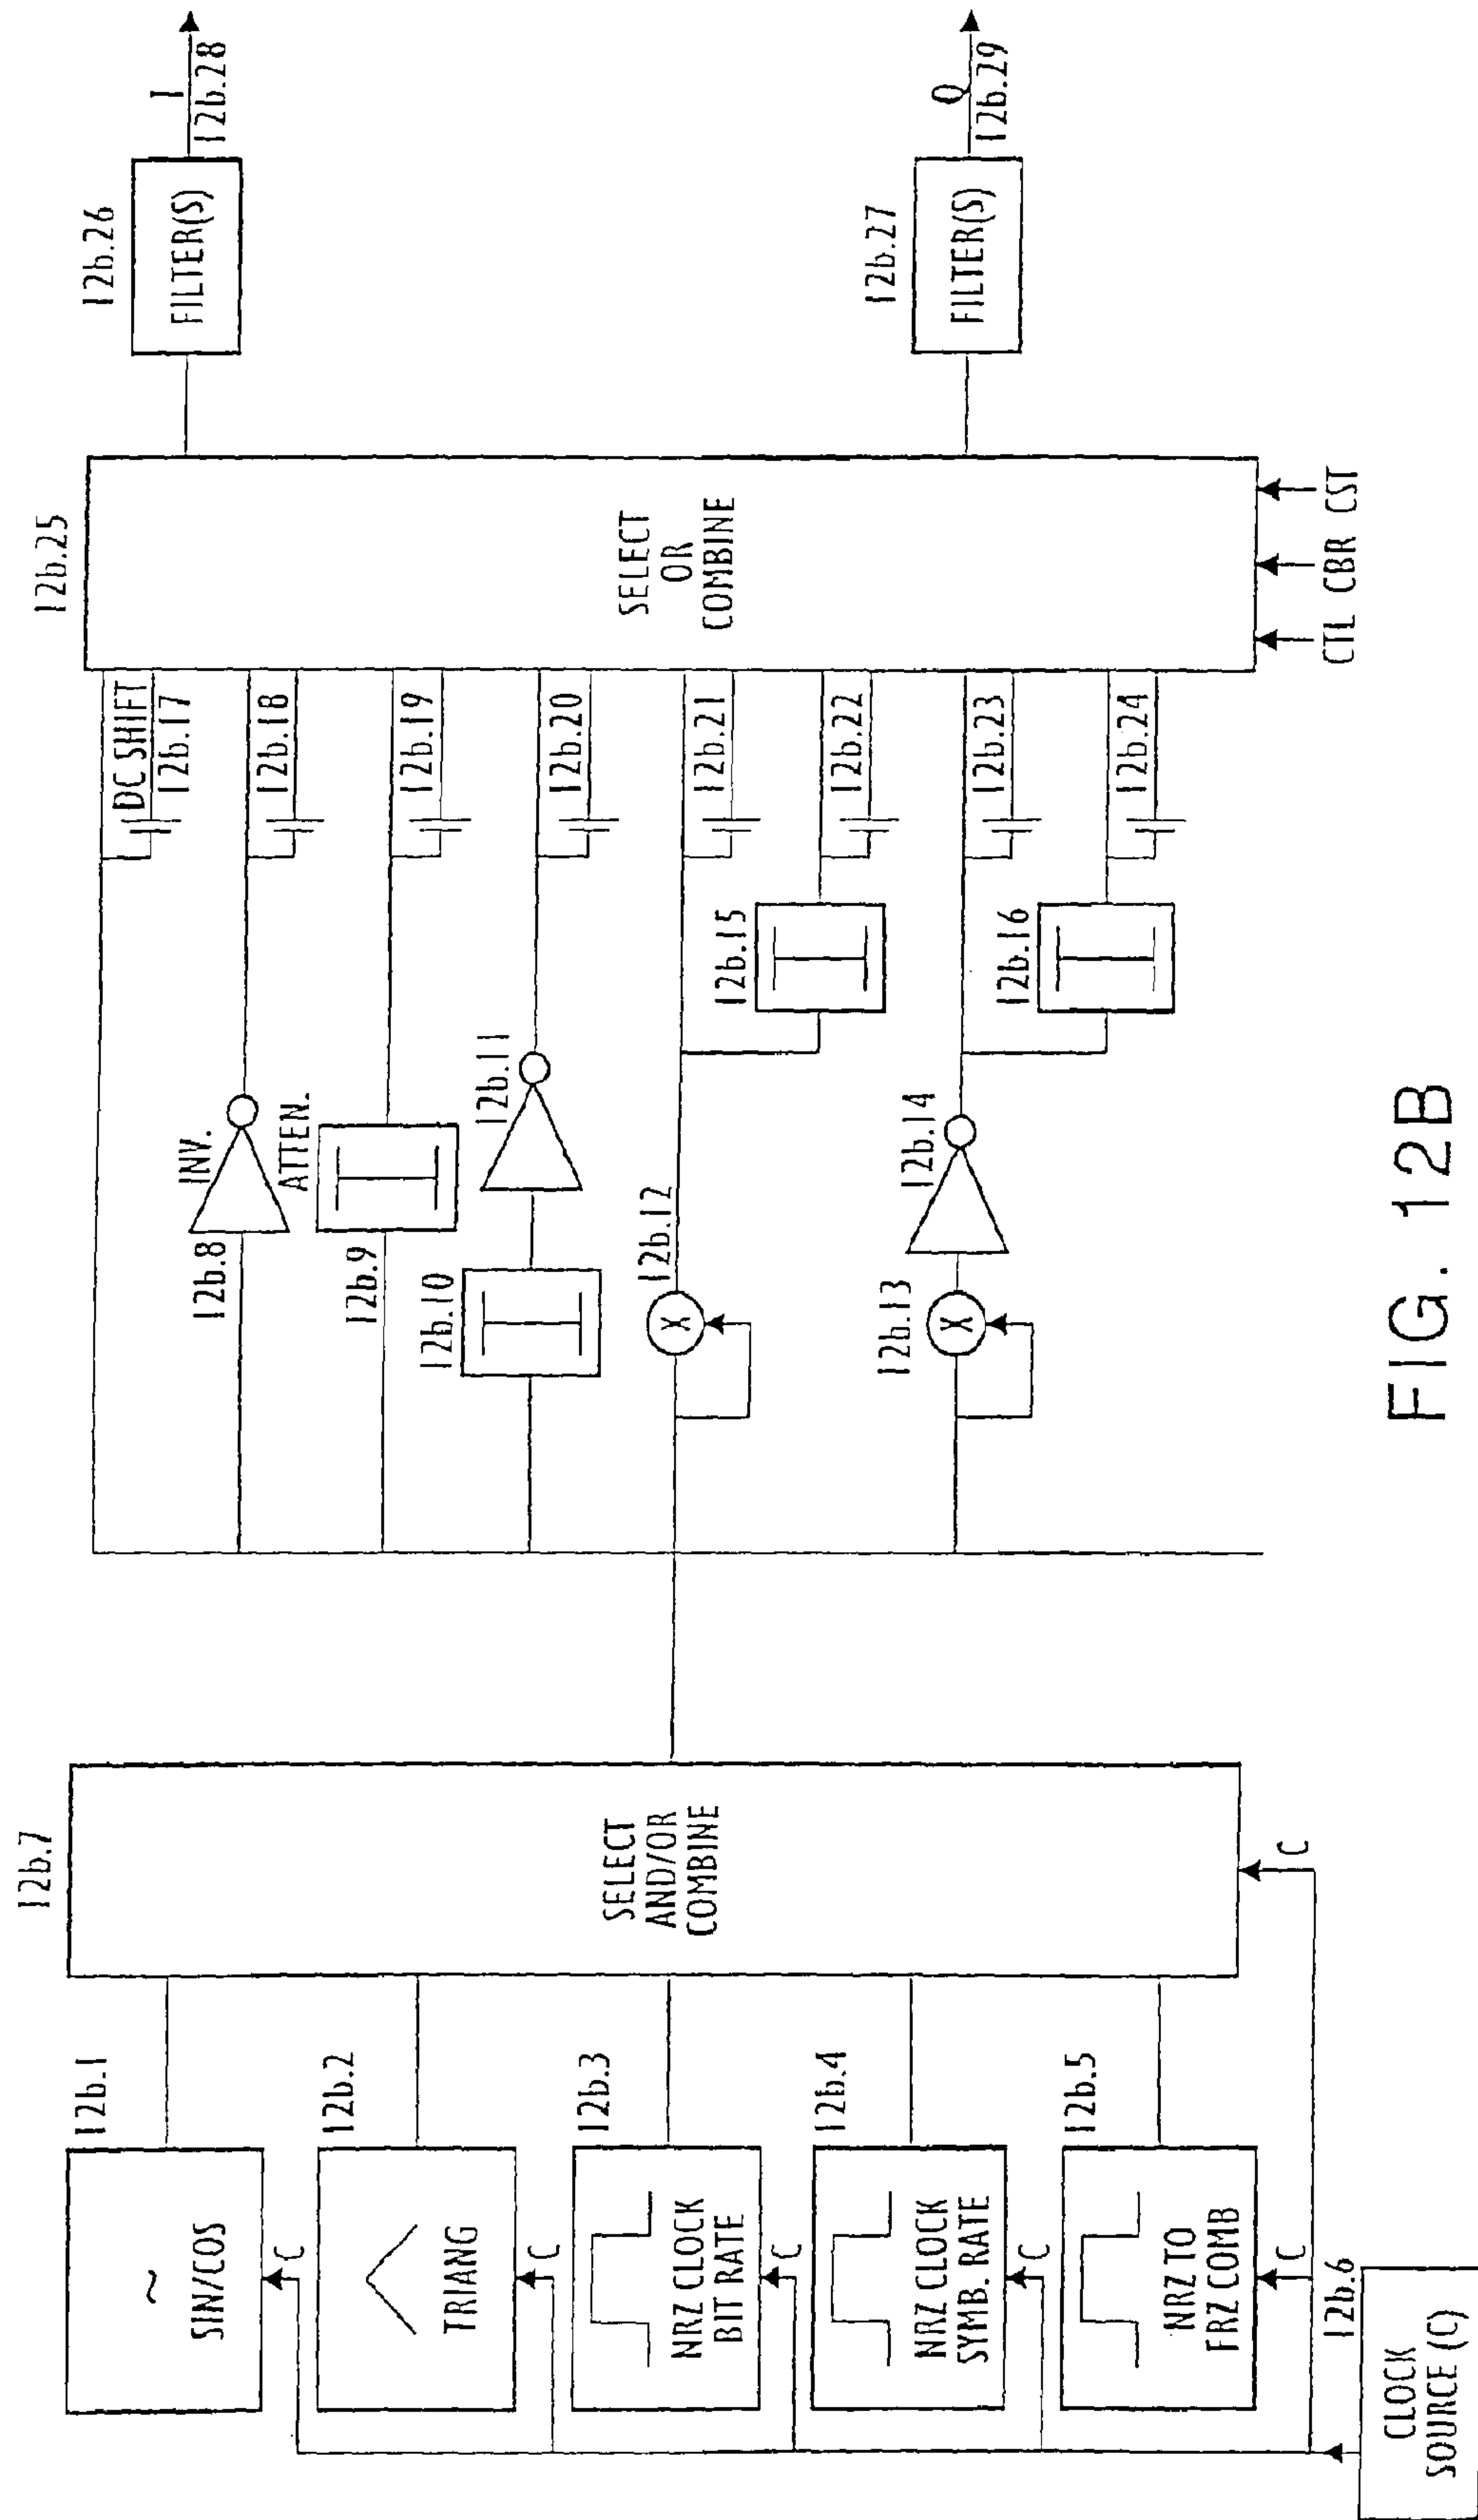 12b.1
~
SIN/COS
C
12b.2
TRIANG
C
12b.3
NRZ CLOCK
BIT RATE
C
12b.4
NRZ CLOCK
SYMB. RATE
C
12b.5
NRZ TO
FRZ COMB
C
12b.6
CLOCK
SOURCE (C)
12b.7
SELECT
AND/OR
COMBINE
C
12b.8
INV.
12b.9
ATTEN.
12b.10
12b.11
12b.12
X
12b.13
X
12b.14
12b.15
12b.16
DC SHIFT
12b.17
12b.18
12b.19
12b.20
12b.21
12b.22
12b.23
12b.24
12b.25
SELECT
OR
COMBINE
CTL CBR CST
12b.26
FILTER(S)
I
12b.28
12b.27
FILTER(S)
Q
12b.29
FIG. 12B